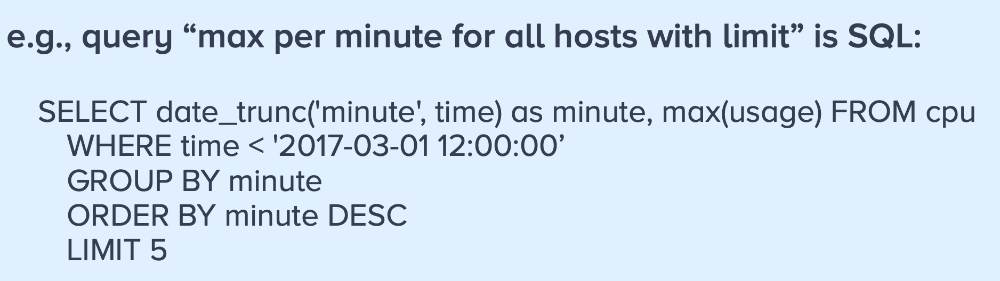 e.g., query “max per minute for all hosts with limit” is SQL:
SELECT date_trunc('minute', time) as minute, max(usage) FROM cpu
WHERE time < '2017-03-01 12:00:00’
GROUP BY minute
ORDER BY minute DESC
LIMIT 5